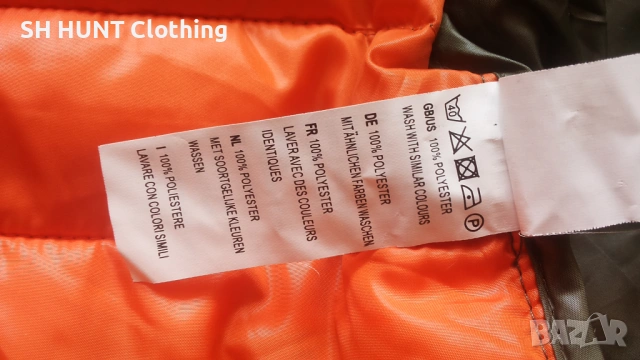 SH HUNT Clothing
40
P
GB/US 100% POLYESTER
WASH WITH SIMILAR COLOURS
DE 100% POLYESTER
MIT ÄHNLICHEN FARBEN WASCHEN
FR 100% POLYESTER
LAVER AVEC DES COULEURS
IDENTIQUES
NL 100% POLYESTER
MET SOORTGELIJKE KLEUREN
WASSEN
I 100% POLIESTERE
LAVARE CON COLORI SIMILI
BAZAR